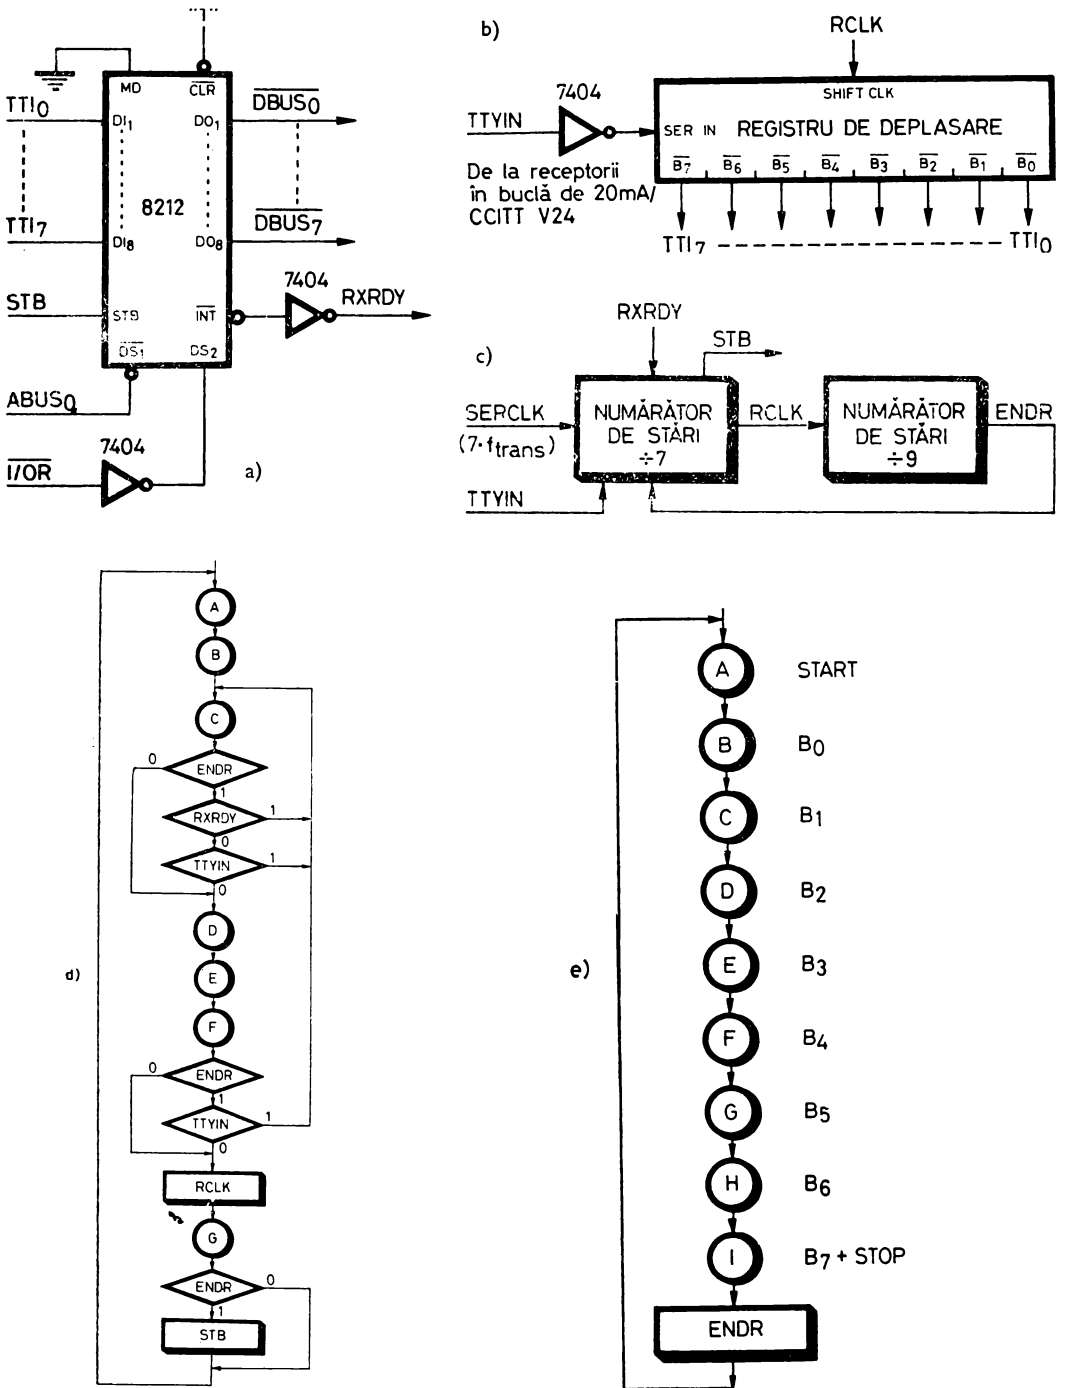 MD
CLR
TTI0
DI1
DO1
DBUS0
8212
TTI7
DI8
DO8
DBUS7
7404
RXRDY
STB
STB
INT
DS1
DS2
ABUS0
7404
I/OR
a)
b)
RCLK
7404
SHIFT CLK
TTYIN
SER IN
REGISTRU DE DEPLASARE
B7 B6 B5 B4 B3 B2 B1 B0
De la receptorii
în buclă de 20mA/
CCITT V24
TTI7
TTI0
c)
RXRDY
STB
SERCLK
(7·ftrans)
NUMĂRĂTOR
DE STĂRI
÷7
RCLK
NUMĂRĂTOR
DE STĂRI
÷9
ENDR
TTYIN
d)
A
B
C
0
ENDR
1
RXRDY
1
0
TTYIN
1
0
D
E
F
0
ENDR
1
TTYIN
1
0
RCLK
G
ENDR
0
1
STB
e)
A START
B B0
C B1
D B2
E B3
F B4
G B5
H B6
I B7 + STOP
ENDR